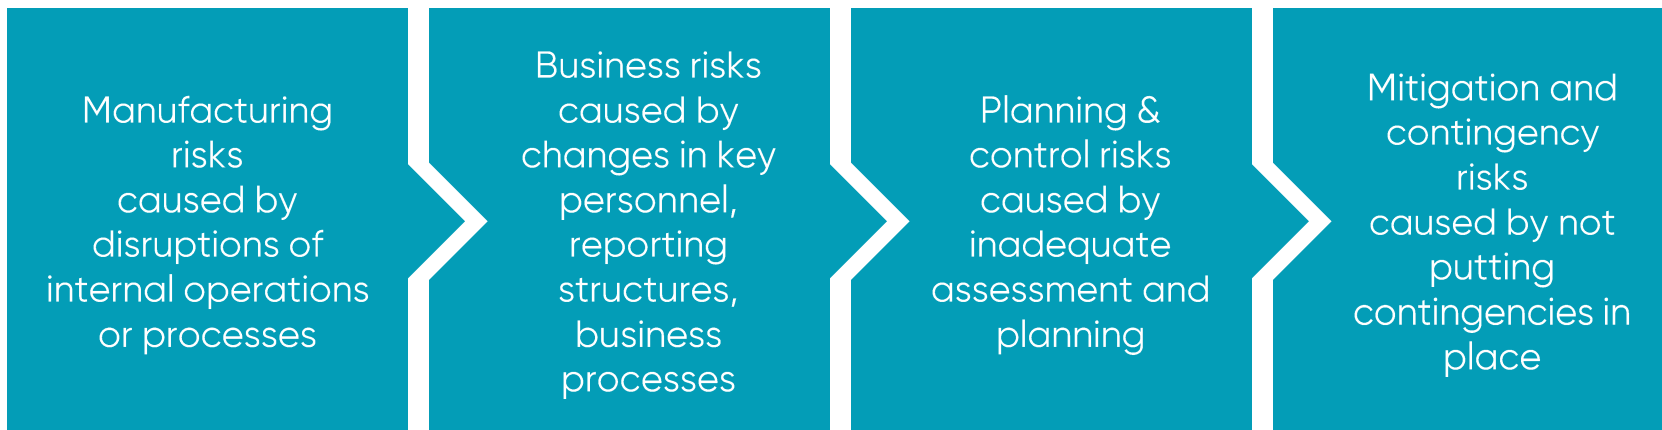 Manufacturing
risks
caused by
disruptions of
internal operations
or processes
Business risks
caused by
changes in key
personnel,
reporting
structures,
business
processes
Planning &
control risks
caused by
inadequate
assessment and
planning
Mitigation and
contingency
risks
caused by not
putting
contingencies in
place